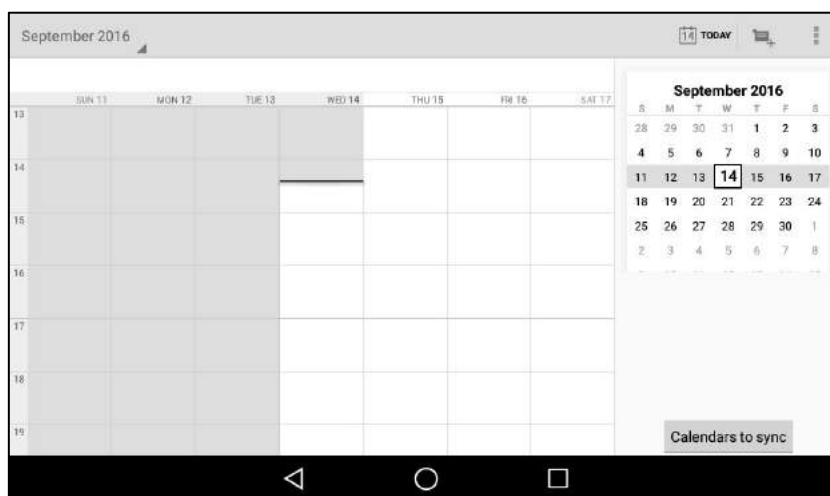 September 2016
14 TODAY
SUN 11 MON 12 TUE 13 WED 14 THU 15 FRI 16 SAT 17
13
14
15
16
17
18
19
September 2016
S M T W T F S
28 29 30 31 1 2 3
4 5 6 7 8 9 10
11 12 13 14 15 16 17
18 19 20 21 22 23 24
25 26 27 28 29 30 1
2 3 4 5 6 7 8
Calendars to sync